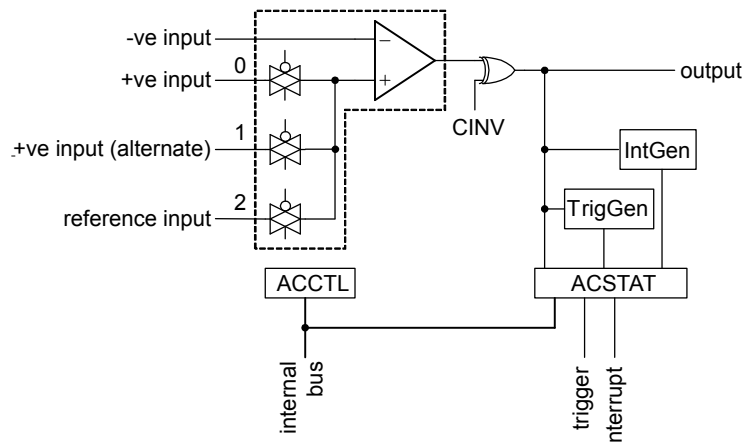 -ve input
−
0
+ve input
+
output
CINV
1
+ve input (alternate)
IntGen
2
reference input
TrigGen
ACCTL
ACSTAT
internal
bus
trigger
nterrupt